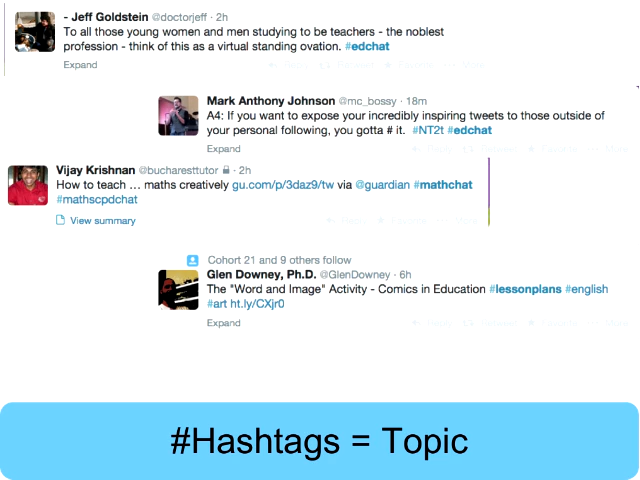 - Jeff Goldstein @doctorjeff · 2h
To all those young women and men studying to be teachers - the noblest
profession - think of this as a virtual standing ovation. #edchat
Expand
Mark Anthony Johnson @mc_bossy · 18m
A4: If you want to expose your incredibly inspiring tweets to those outside of
your personal following, you gotta # it. #NT2t #edchat
Expand
Vijay Krishnan @bucharesttutor · 2h
How to teach … maths creatively gu.com/p/3daz9/tw via @guardian #mathchat
#mathscpdchat
View summary
Cohort 21 and 9 others follow
Glen Downey, Ph.D. @GlenDowney · 6h
The "Word and Image" Activity - Comics in Education #lessonplans #english
#art ht.ly/CXjr0
Expand
#Hashtags = Topic